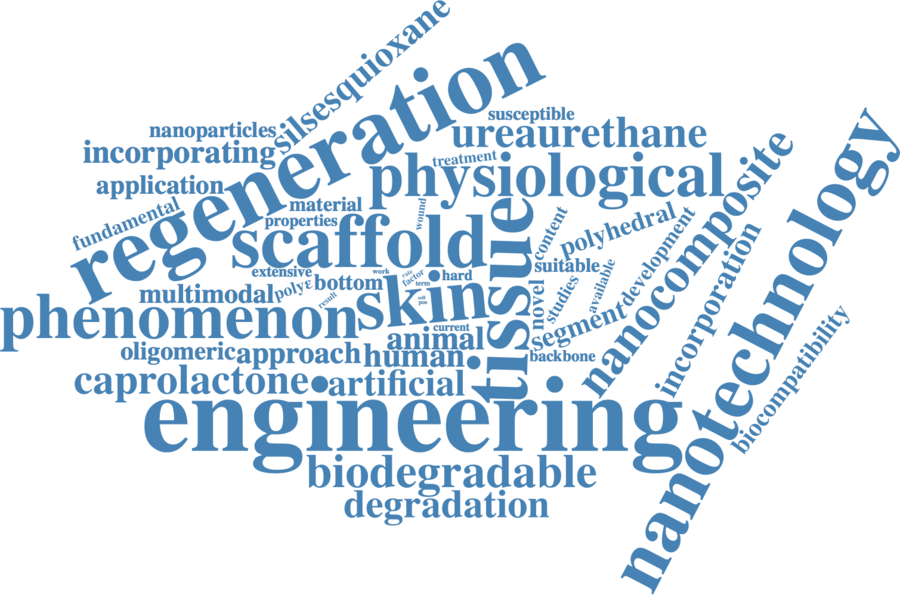 silsesquioxane
regeneration
susceptible
nanoparticles
ureaurethane
incorporating
treatment
physiological
application
nanocomposite
nanotechnology
fundamental
material
wound
properties
scaffold
tissue
content
polyhedral
development
incorporation
extensive
work
rate
factor
term
hard
suitable
available
studies
novel
multimodal
polyε
bottom
result
skin
cell
pos
phenomenon
segment
biocompatibility
current
animal
oligomeric
approach
human
backbone
caprolactone
artificial
engineering
biodegradable
degradation